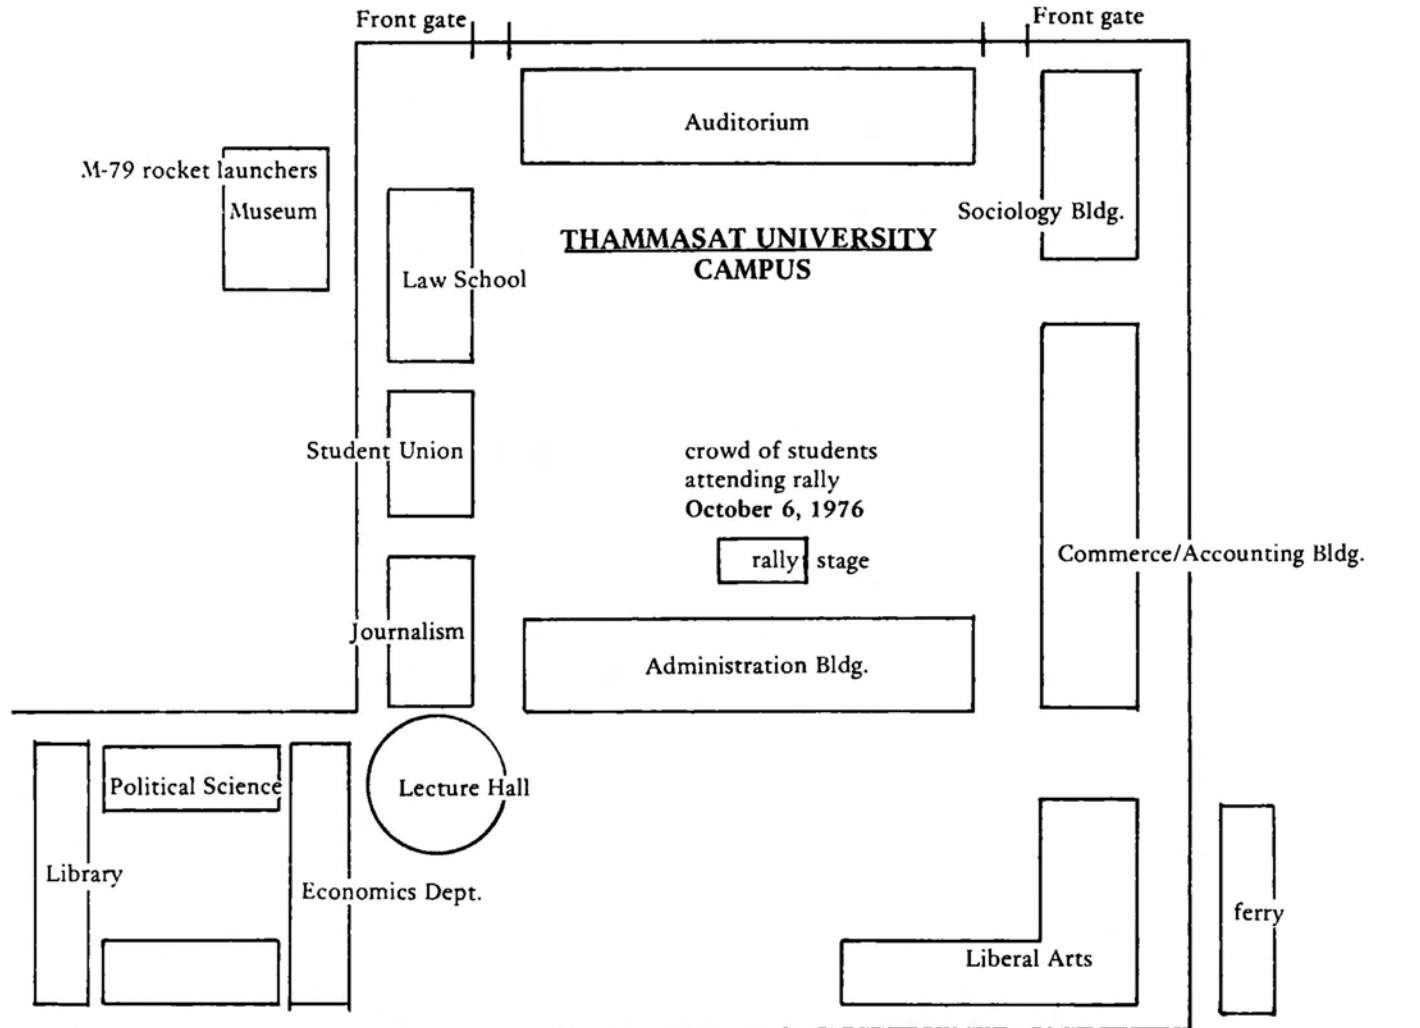 Front gate
Front gate
Auditorium
M-79 rocket launchers
Museum
Sociology Bldg.
THAMMASAT UNIVERSITY
CAMPUS
Law School
Student Union
crowd of students
attending rally
October 6, 1976
rally stage
Commerce/Accounting Bldg.
Journalism
Administration Bldg.
Political Science
Lecture Hall
Library
Economics Dept.
ferry
Liberal Arts